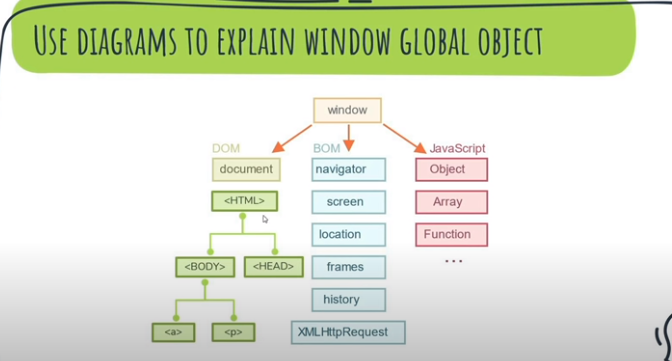 USE DIAGRAMS TO EXPLAIN WINDOW GLOBAL OBJECT
window
DOM
BOM
JavaScript
document
navigator
Object
<HTML>
screen
Array
location
Function
<BODY>
<HEAD>
frames
...
history
<a>
<p>
XMLHttpRequest